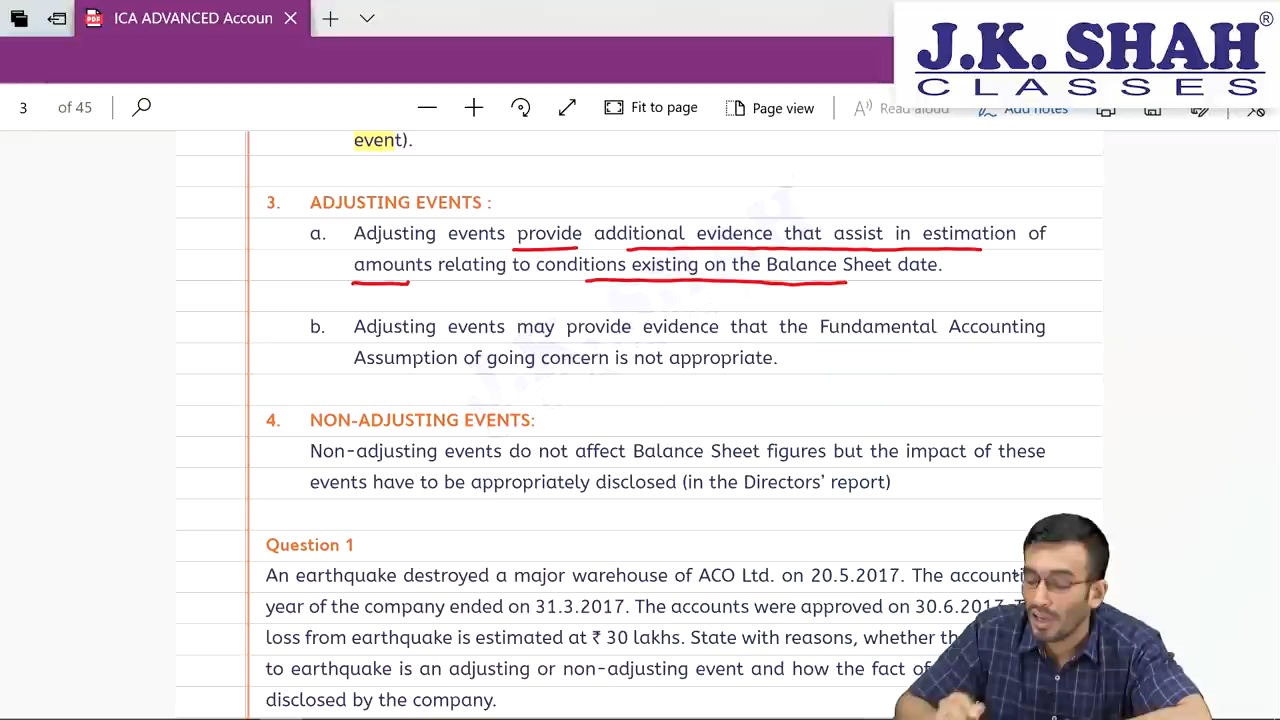 ICA ADVANCED Accoun
J.K. SHAH®
CLASSES
3 of 45
Fit to page
Page view
Read aloud
Add notes
event).
3. ADJUSTING EVENTS :
a. Adjusting events provide additional evidence that assist in estimation of
amounts relating to conditions existing on the Balance Sheet date.
b. Adjusting events may provide evidence that the Fundamental Accounting
Assumption of going concern is not appropriate.
4. NON-ADJUSTING EVENTS:
Non-adjusting events do not affect Balance Sheet figures but the impact of these
events have to be appropriately disclosed (in the Directors' report)
Question 1
An earthquake destroyed a major warehouse of ACO Ltd. on 20.5.2017. The accounti
year of the company ended on 31.3.2017. The accounts were approved on 30.6.2017.
loss from earthquake is estimated at ₹ 30 lakhs. State with reasons, whether
to earthquake is an adjusting or non-adjusting event and how the fact of
disclosed by the company.